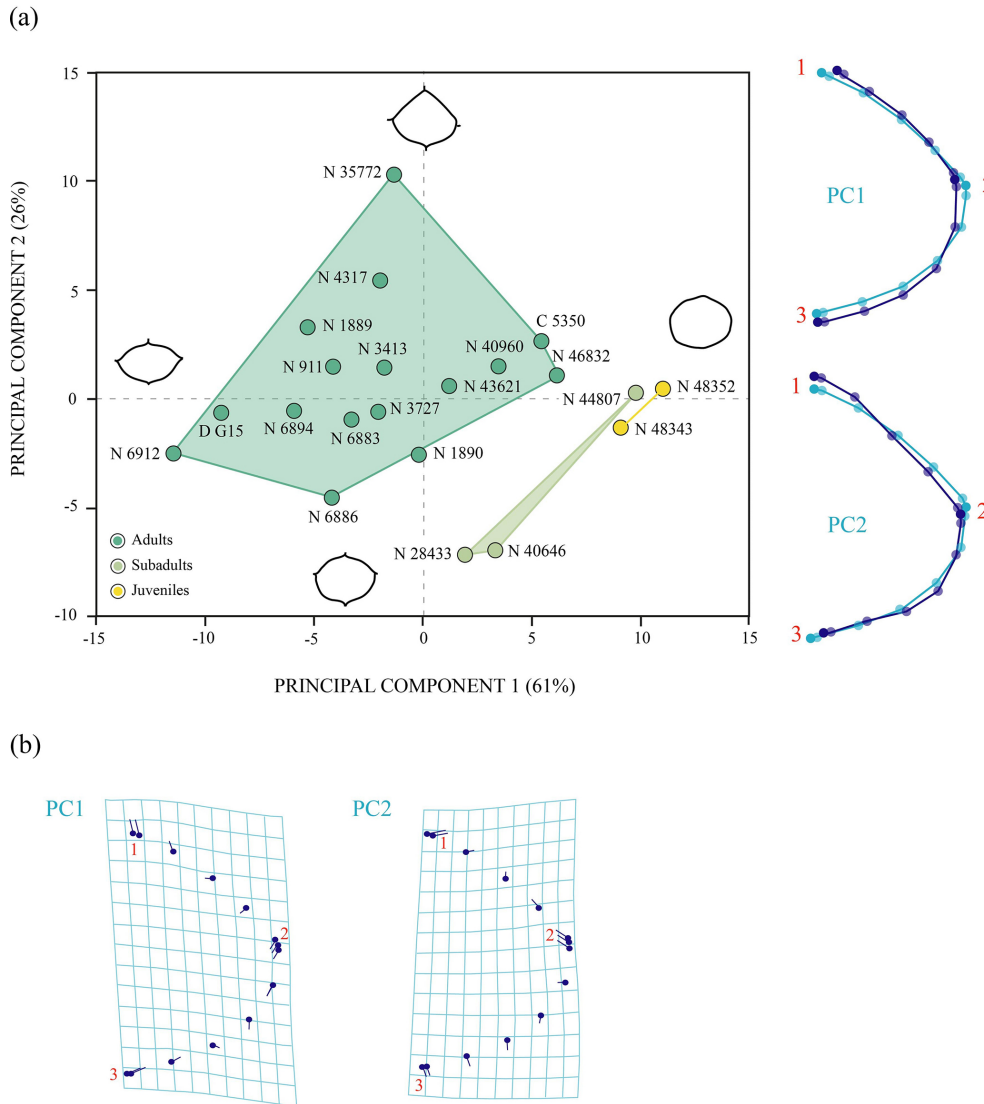 (a)
15
10
5
0
-5
-10
-15
-10
-5
0
5
10
15
PRINCIPAL COMPONENT 2 (26%)
PRINCIPAL COMPONENT 1 (61%)
N 35772
N 4317
N 1889
N 911
N 3413
C 5350
N 40960
N 46832
N 43621
N 44807
N 48352
N 48343
D G15
N 6894
N 6883
N 3727
N 6912
N 1890
N 6886
N 28433
N 40646
Adults
Subadults
Juveniles
1
PC1
3
1
2
PC2
3
(b)
PC1
1
2
3
PC2
1
2
3